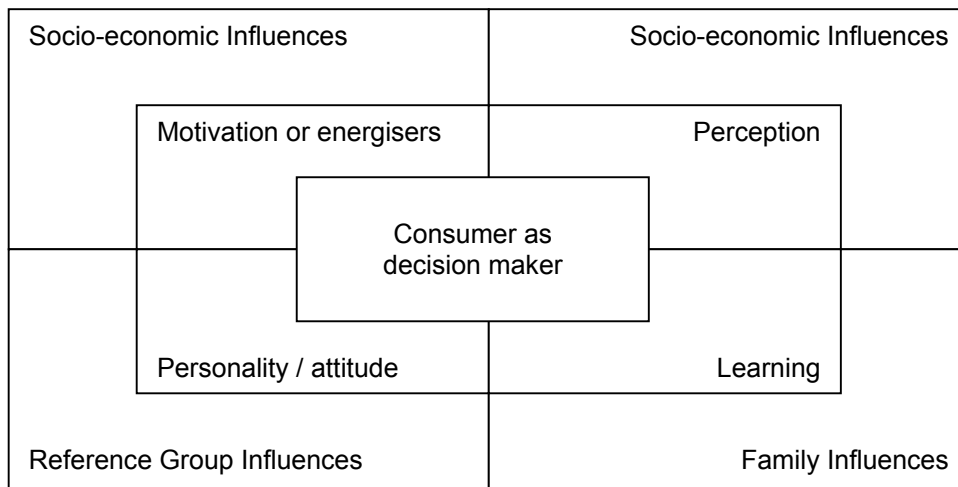 Socio-economic Influences
Socio-economic Influences
Motivation or energisers
Perception
Consumer as
decision maker
Personality / attitude
Learning
Reference Group Influences
Family Influences